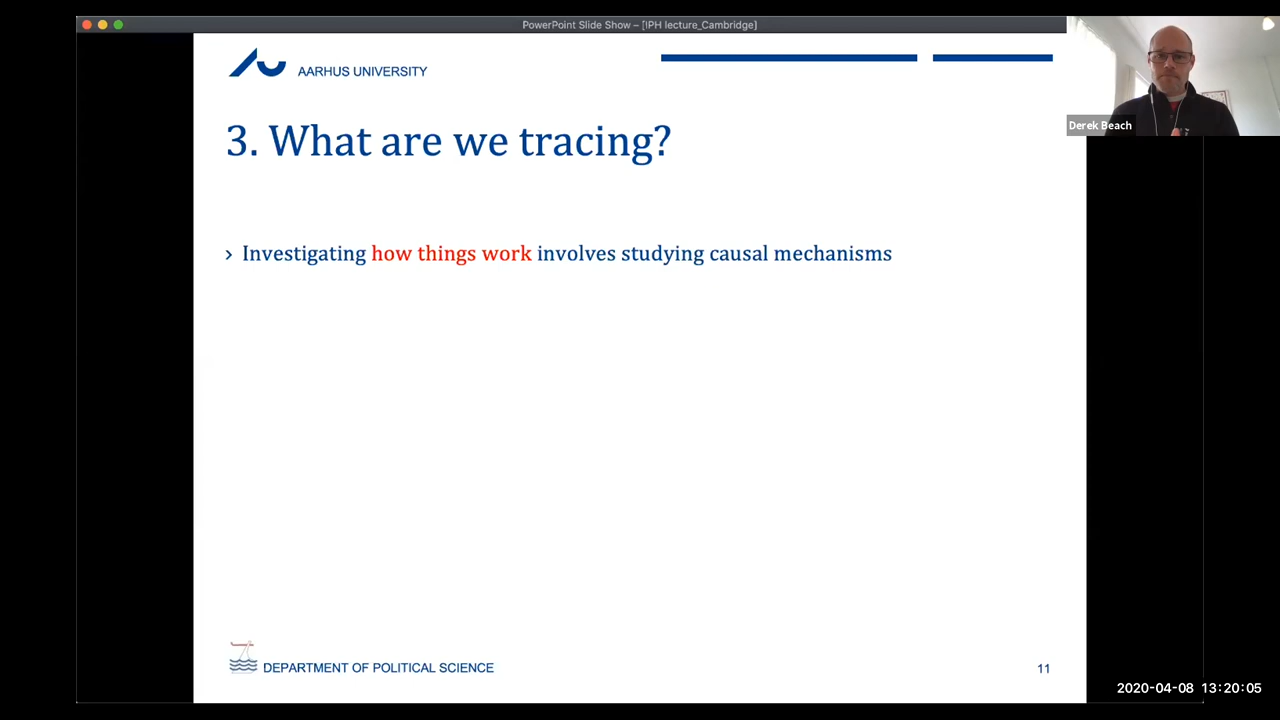 PowerPoint Slide Show – [IPH lecture_Cambridge]
AARHUS UNIVERSITY
Derek Beach
3. What are we tracing?
› Investigating how things work involves studying causal mechanisms
DEPARTMENT OF POLITICAL SCIENCE
11
2020-04-08 13:20:05